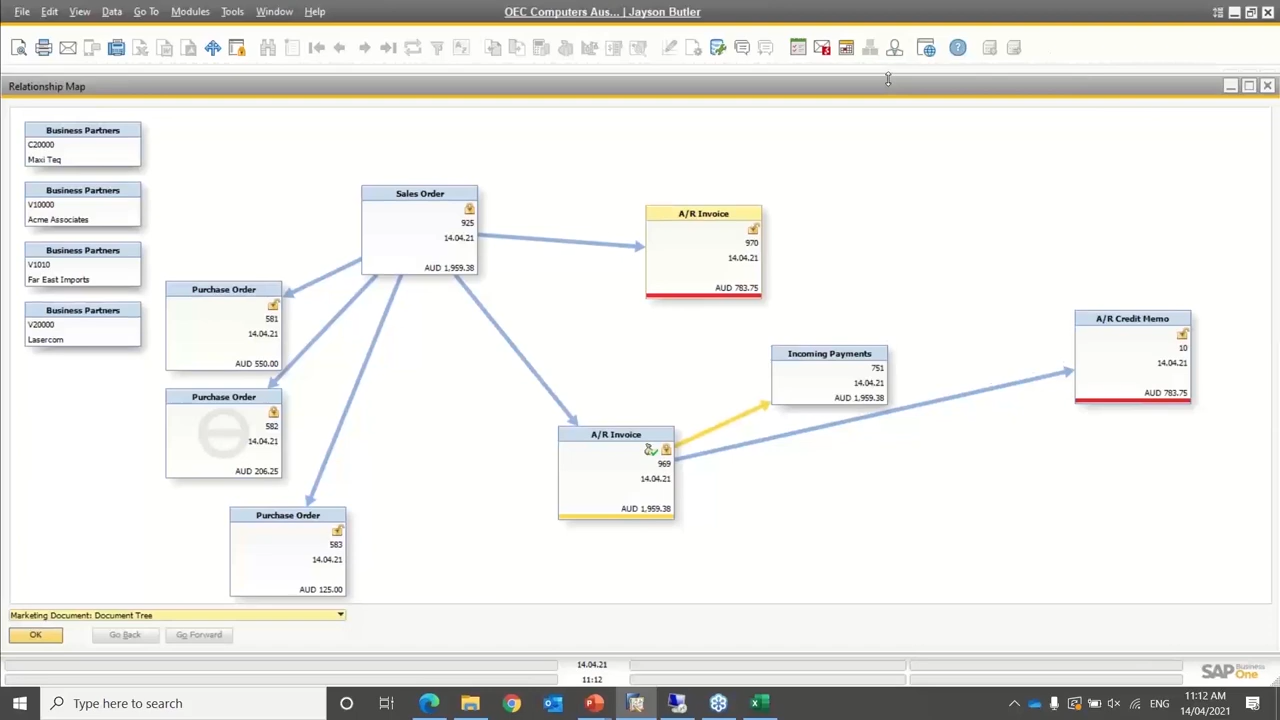 File Edit View Data Go To Modules Tools Window Help
OEC Computers Aus... | Jayson Butler
Relationship Map
Business Partners
C20000
Maxi Teq
Business Partners
V10000
Acme Associates
Business Partners
V1010
Far East Imports
Business Partners
V20000
Lasercom
Sales Order
925
14.04.21
AUD 1,959.38
A/R Invoice
970
14.04.21
AUD 783.75
Purchase Order
581
14.04.21
AUD 550.00
A/R Credit Memo
10
14.04.21
AUD 783.75
Incoming Payments
751
14.04.21
AUD 1,959.38
Purchase Order
582
14.04.21
AUD 206.25
A/R Invoice
969
14.04.21
AUD 1,959.38
Purchase Order
583
14.04.21
AUD 125.00
Marketing Document: Document Tree
OK Go Back Go Forward
14.04.21
11:12
SAP Business One
Type here to search
ENG
11:12 AM
14/04/2021